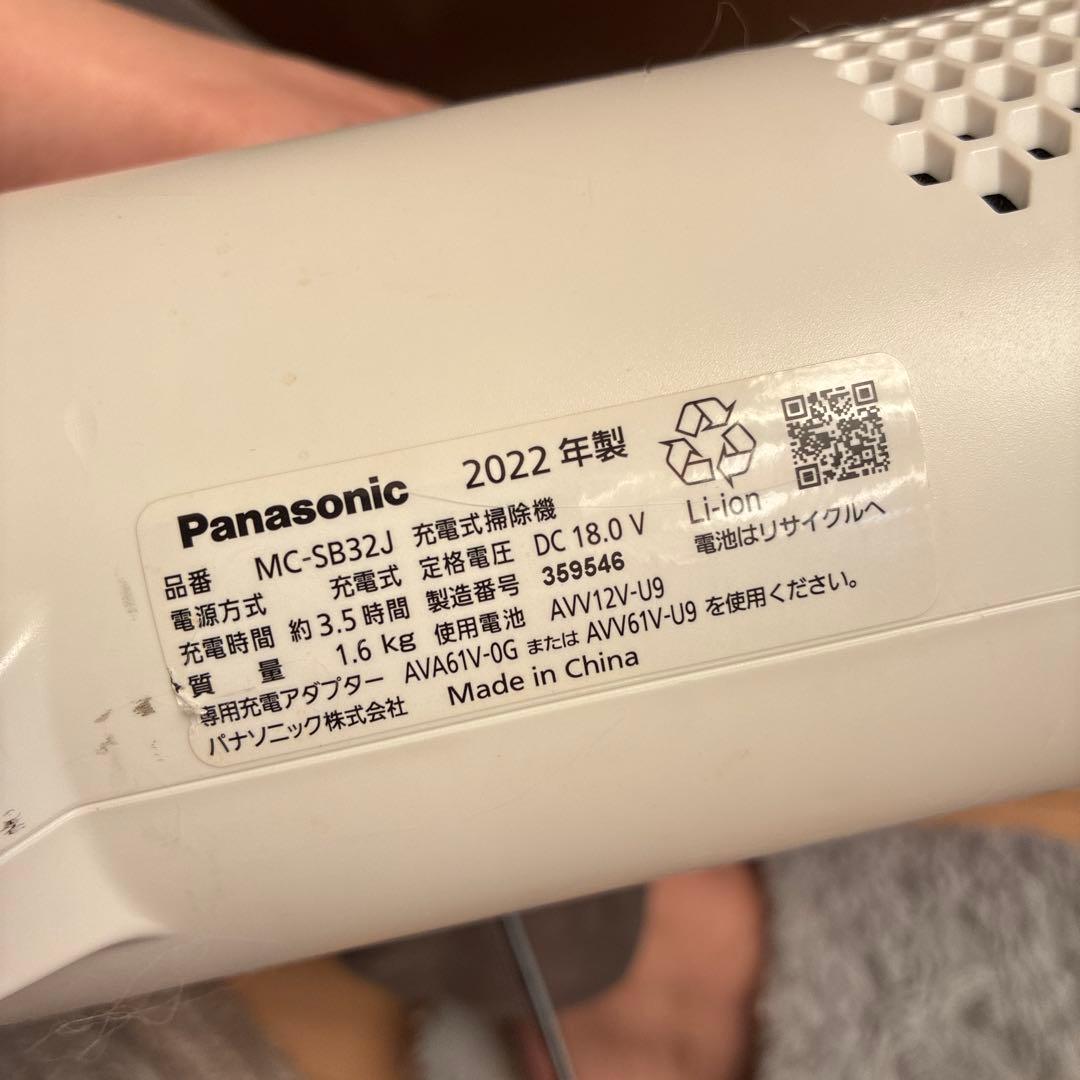 Panasonic 2022 年製
品番 MC-SB32J 充電式掃除機
電源方式 充電式 定格電圧 DC 18.0 V
充電時間 約3.5時間 製造番号 359546
質量 1.6 kg 使用電池 AVV12V-U9
専用充電アダプター AVA61V-0G または AVV61V-U9 を使用ください。
パナソニック株式会社 Made in China
Li-ion
電池はリサイクルへ